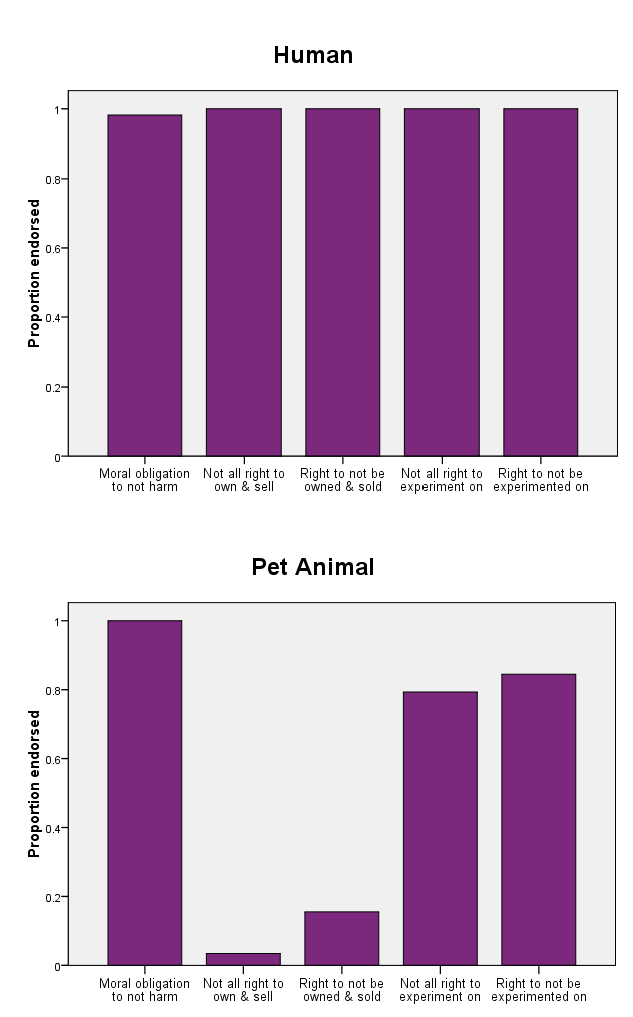 Human
Proportion endorsed
1
0.8
0.6
0.4
0.2
0
Moral obligation
to not harm
Not all right to
own & sell
Right to not be
owned & sold
Not all right to
experiment on
Right to not be
experimented on
Pet Animal
Proportion endorsed
1
0.8
0.6
0.4
0.2
0
Moral obligation
to not harm
Not all right to
own & sell
Right to not be
owned & sold
Not all right to
experiment on
Right to not be
experimented on